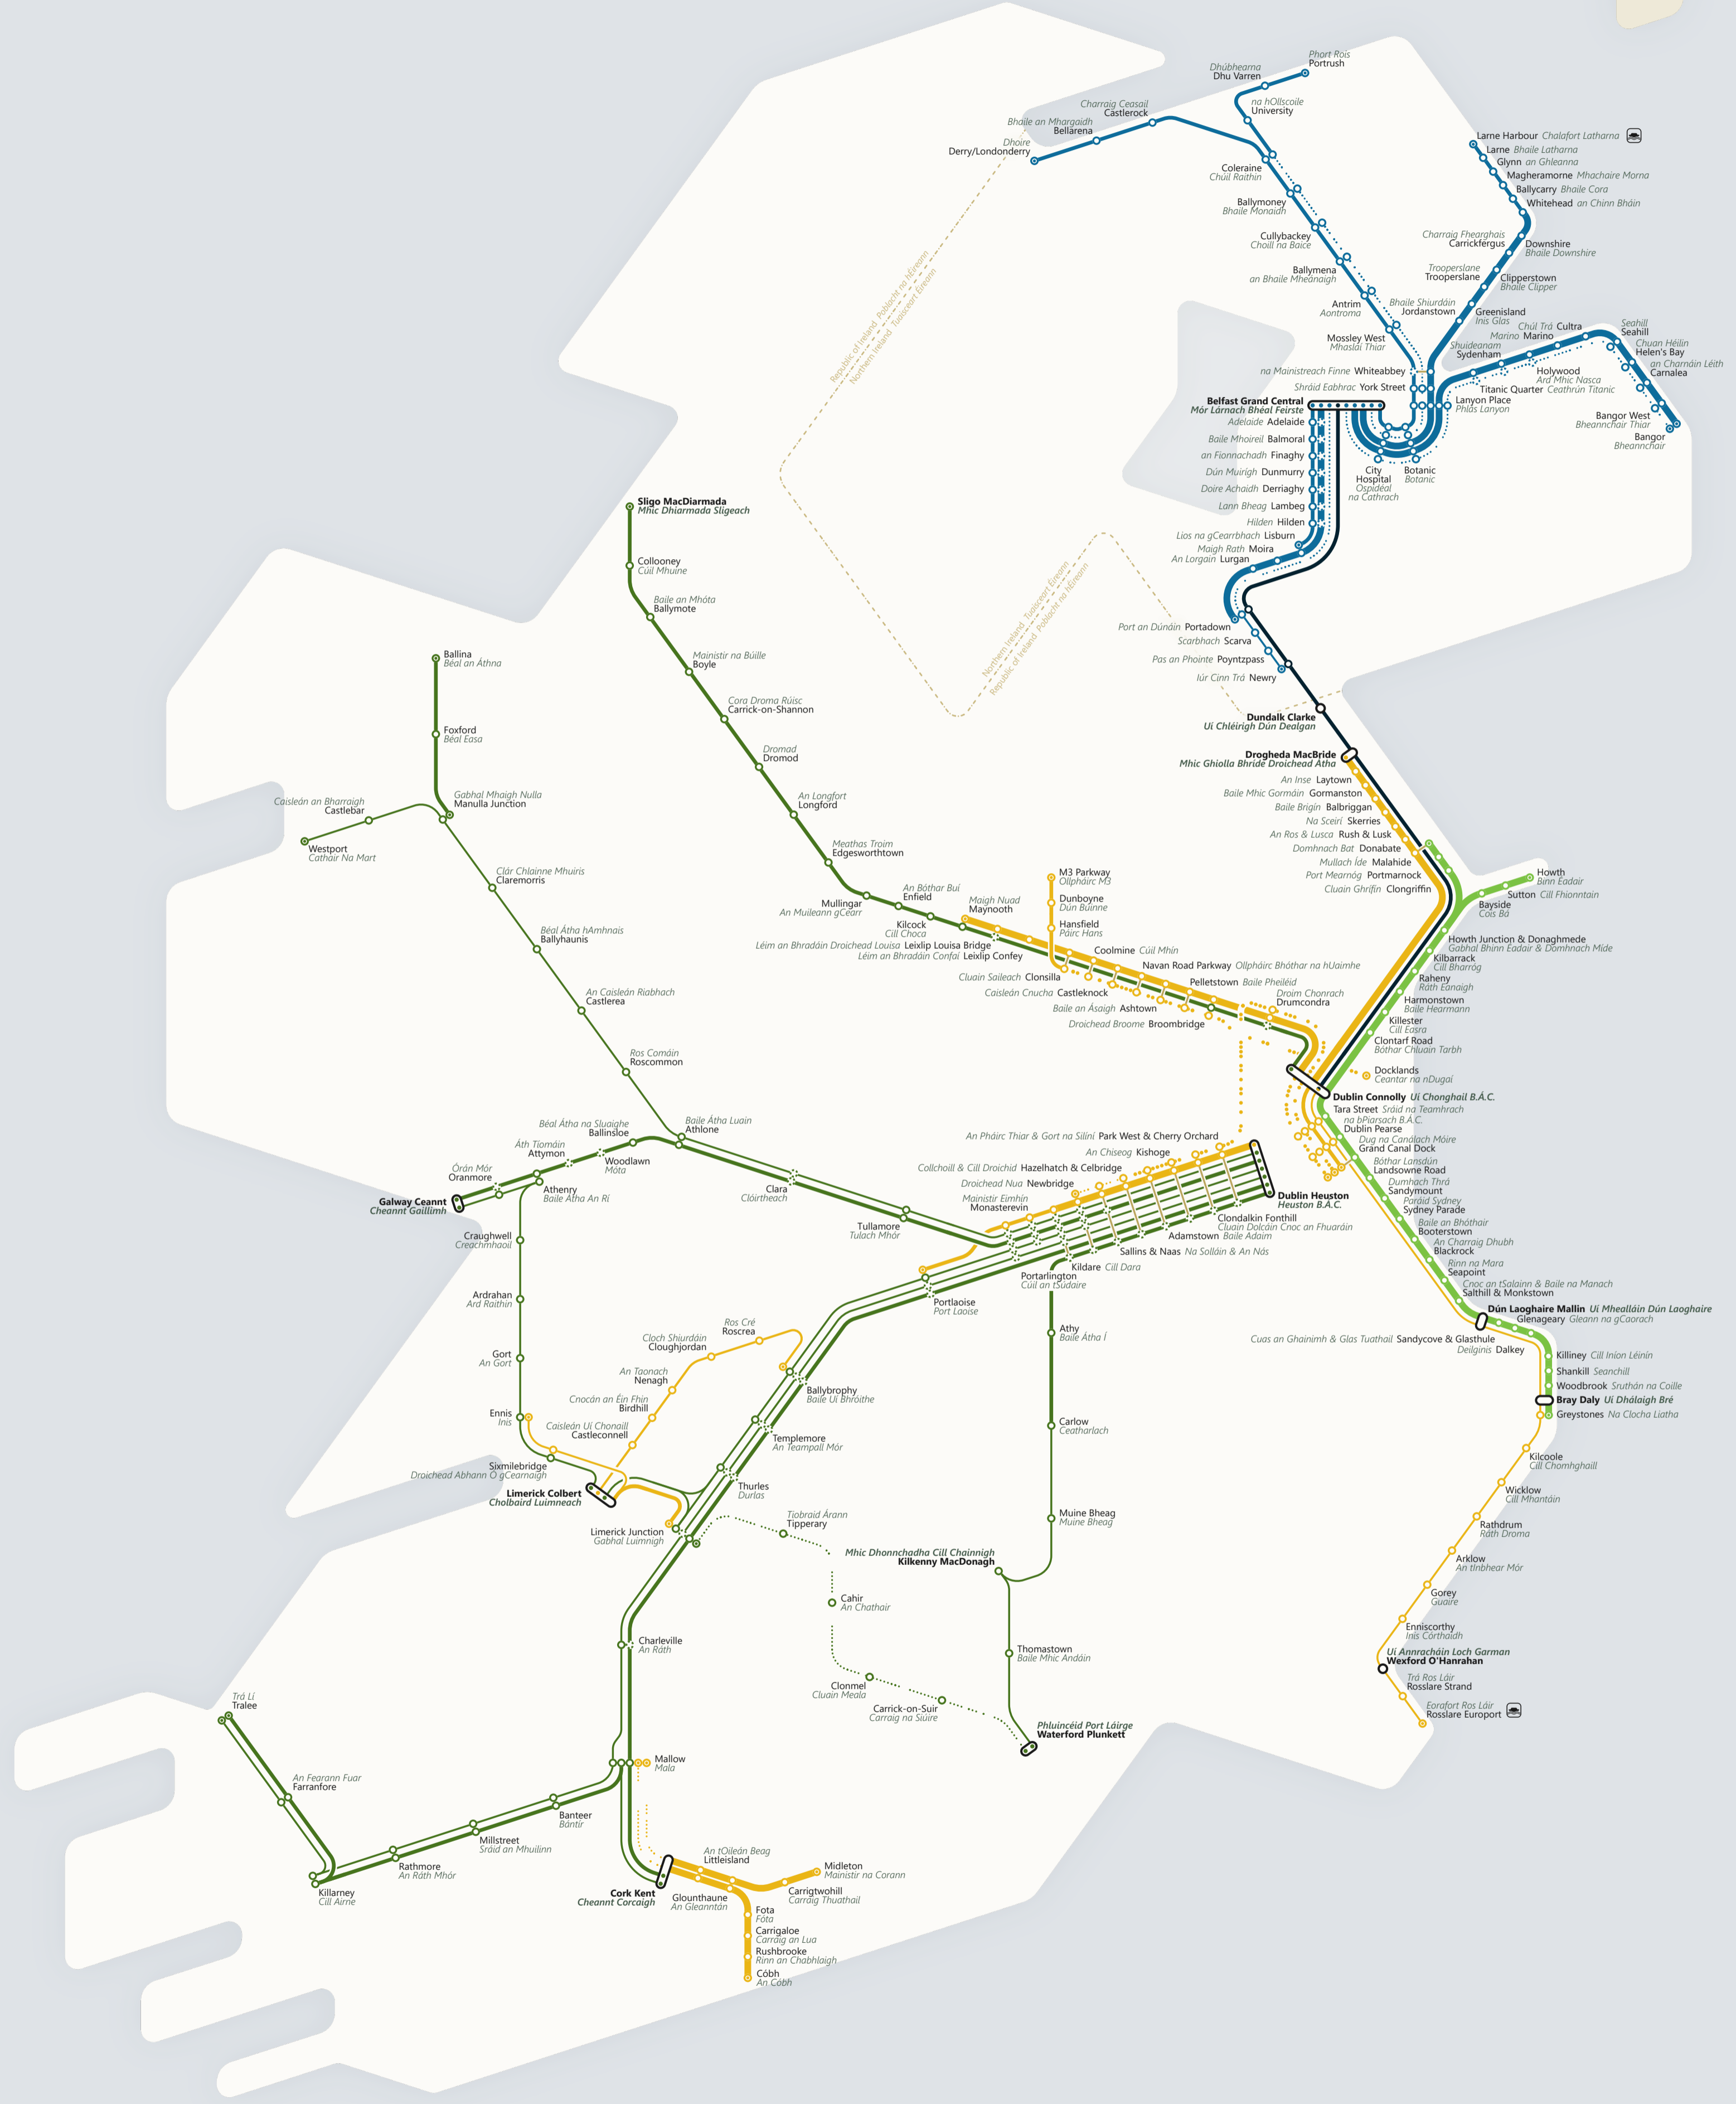 Phort Rois
Portrush
Dhúbhearna
Dhu Varren
na hOllscoile
University
Charraig Ceasail
Castlerock
Bhaile an Mhargaidh
Bellarena
Dhoire
Derry/Londonderry
Coleraine
Chúil Raithin
Ballymoney
Bhaile Monaidh
Cullybackey
Choill na Baice
Ballymena
an Bhaile Mheánaigh
Antrim
Aontroma
Mossley West
Mhaslaí Thiar
Larne Harbour Chalafort Latharna
Larne Bhaile Latharna
Glynn an Ghleanna
Magheramorne Mhachaire Morna
Ballycarry Bhaile Cora
Whitehead an Chinn Bháin
Charraig Fhearghais
Carrickfergus
Downshire
Bhaile Downshire
Trooperslane
Trooperslane
Clipperstown
Bhaile Clipper
Bhaile Shiurdáin
Jordanstown
Greenisland
Inis Glas
na Mainistreach Finne Whiteabbey
Shráid Eabhrac York Street
Chúl Trá Cultra
Marino Marino
Shuideanam
Sydenham
Seahill
Seahill
Chuan Héilin
Helen's Bay
an Charnáin Léith
Carnalea
Holywood
Ard Mhic Nasca
Titanic Quarter Ceathrún Titanic
Lanyon Place
Phlás Lanyon
Bangor West
Bheannchair Thiar
Bangor
Bheannchair
Belfast Grand Central
Mór Lárnach Bhéal Feirste
City
Hospital
Ospidéal
na Cathrach
Botanic
Botanic
Adelaide Adelaide
Baile Mhoireil Balmoral
an Fionnachadh Finaghy
Dún Muirigh Dunmurry
Doire Achaidh Derriaghy
Lann Bheag Lambeg
Hilden Hilden
Lios na gCearrbhach Lisburn
Maigh Rath Moira
An Lorgain Lurgan
Port an Dúnáin Portadown
Scarbhach Scarva
Pas an Phointe Poyntzpass
Iúr Cinn Trá Newry
Republic of Ireland Poblacht na hÉireann
Northern Ireland Tuaisceart Éireann
Northern Ireland Tuaisceart Éireann
Republic of Ireland Poblacht na hÉireann
Dundalk Clarke
Uí Chléirigh Dún Dealgan
Drogheda MacBride
Mhic Ghiolla Bhríde Droichead Átha
An Inse Laytown
Baile Mhic Gormáin Gormanston
Baile Brigín Balbriggan
Na Sceirí Skerries
An Ros & Lusca Rush & Lusk
Domhnach Bat Donabate
Mullach Íde Malahide
Port Mearnóg Portmarnock
Cluain Ghrífín Clongriffin
Howth
Binn Éadair
Sutton Cill Fhionntain
Bayside
Cois Bá
Howth Junction & Donaghmede
Gabhal Bhinn Éadair & Domhnach Míde
Kilbarrack
Cill Bharróg
Raheny
Ráth Eanaigh
Harmonstown
Baile Hearmann
Killester
Cill Easra
Clontarf Road
Bóthar Chluain Tarbh
Docklands
Ceantar na nDugaí
Dublin Connolly Uí Chonghail B.Á.C.
Tara Street Sráid na Teamhrach
na bPiarsach B.Á.C.
Dublin Pearse
Dug na Canálach Móire
Grand Canal Dock
Bóthar Lansdún
Landsowne Road
Dumhach Thrá
Sandymount
Paráid Sydney
Sydney Parade
Baile an Bhóthair
Booterstown
An Charraig Dhubh
Blackrock
Rinn na Mara
Seapoint
Cnoc an tSalainn & Baile na Manach
Salthill & Monkstown
Dún Laoghaire Mallin Uí Mhealláin Dún Laoghaire
Glenageary Gleann na gCaorach
Cuas an Ghainimh & Glas Tuathail Sandycove & Glasthule
Deilginis Dalkey
Killiney Cill Iníon Léinín
Shankill Seanchill
Woodbrook Sruthán na Coille
Bray Daly Uí Dhálaigh Bré
Greystones Na Clocha Liatha
Kilcoole
Cill Chomhghaill
Wicklow
Cill Mhantáin
Rathdrum
Ráth Droma
Arklow
An tInbhear Mór
Gorey
Guaire
Enniscorthy
Inis Córthaidh
Uí Annracháin Loch Garman
Wexford O'Hanrahan
Trá Ros Láir
Rosslare Strand
Eorafort Ros Láir
Rosslare Europort
Sligo MacDiarmada
Mhic Dhiarmada Sligeach
Collooney
Cúil Mhuine
Baile an Mhóta
Ballymote
Mainistir na Búille
Boyle
Cora Droma Rúisc
Carrick-on-Shannon
Dromad
Dromod
An Longfort
Longford
Meathas Troim
Edgesworthtown
Mullingar
An Muileann gCearr
An Bóthar Buí
Enfield
Kilcock
Cill Choca
Maigh Nuad
Maynooth
Léim an Bhradáin Droichead Louisa Leixlip Louisa Bridge
Léim an Bhradáin Confaí Leixlip Confey
M3 Parkway
Ollpháirc M3
Dunboyne
Dún Búinne
Hansfield
Páirc Hans
Cluain Saileach Clonsilla
Coolmine Cúil Mhín
Caisleán Cnucha Castleknock
Navan Road Parkway Ollpháirc Bhóthar na hUaimhe
Baile an Ásaigh Ashtown
Pelletstown Baile Pheiléid
Droichead Broome Broombridge
Droim Chonrach
Drumcondra
Ballina
Béal an Átha
Foxford
Béal Easa
Gabhal Mhaigh Nulla
Manulla Junction
Caisleán an Bharraigh
Castlebar
Westport
Cathair Na Mart
Clár Chlainne Mhuiris
Claremorris
Béal Átha hAmhnais
Ballyhaunis
An Caisleán Riabhach
Castlerea
Ros Comáin
Roscommon
Baile Átha Luain
Athlone
Béal Átha na Sluaighe
Ballinsloe
Áth Tíomáin
Attymon
Woodlawn
Móta
Órán Mór
Oranmore
Athenry
Baile Átha An Rí
Galway Ceannt
Cheannt Gaillimh
Clara
Clóirtheach
Tullamore
Tulach Mhór
An Pháirc Thiar & Gort na Silíní Park West & Cherry Orchard
An Chiseog Kishoge
Collchoill & Cill Droichid Hazelhatch & Celbridge
Droichead Nua Newbridge
Mainistir Eimhín
Monasterevin
Dublin Heuston
Heuston B.Á.C.
Clondalkin Fonthill
Cluain Dolcáin Cnoc an Fhuaráin
Adamstown Baile Adaim
Sallins & Naas Na Solláin & An Nás
Kildare Cill Dara
Portarlington
Cúil an tSúdaire
Portlaoise
Port Laoise
Craughwell
Creachmhaoil
Ardrahan
Ard Raithin
Gort
An Gort
Ennis
Inis
Sixmilebridge
Droichead Abhann Ó gCearnaigh
Limerick Colbert
Cholbaird Luimneach
Ros Cré
Roscrea
Cloch Shiurdáin
Cloughjordan
An Taonach
Nenagh
Cnocán an Éin Fhin
Birdhill
Caisleán Uí Chonaill
Castleconnell
Ballybrophy
Baile Uí Bhróithe
Templemore
An Teampall Mór
Thurles
Durlas
Limerick Junction
Gabhal Luimnigh
Tiobraid Árann
Tipperary
Cahir
An Chathair
Clonmel
Cluain Meala
Carrick-on-Suir
Carraig na Siúire
Athy
Baile Átha Í
Carlow
Ceatharlach
Muine Bheag
Muine Bheag
Mhic Dhonnchadha Cill Chainnigh
Kilkenny MacDonagh
Thomastown
Baile Mhic Andáin
Phluincéid Port Láirge
Waterford Plunkett
Charleville
An Ráth
Mallow
Mala
Banteer
Bántír
Millstreet
Sráid an Mhuilinn
Rathmore
An Ráth Mhór
Killarney
Cill Airne
An Fearann Fuar
Farranfore
Trá Lí
Tralee
Cork Kent
Cheannt Corcaigh
An tOileán Beag
Littleisland
Glounthaune
An Gleanntán
Midleton
Mainistir na Corann
Carrigtwohill
Carraig Thuathail
Fota
Fóta
Carrigaloe
Carraig an Lua
Rushbrooke
Rinn an Chabhlaigh
Cóbh
An Cóbh